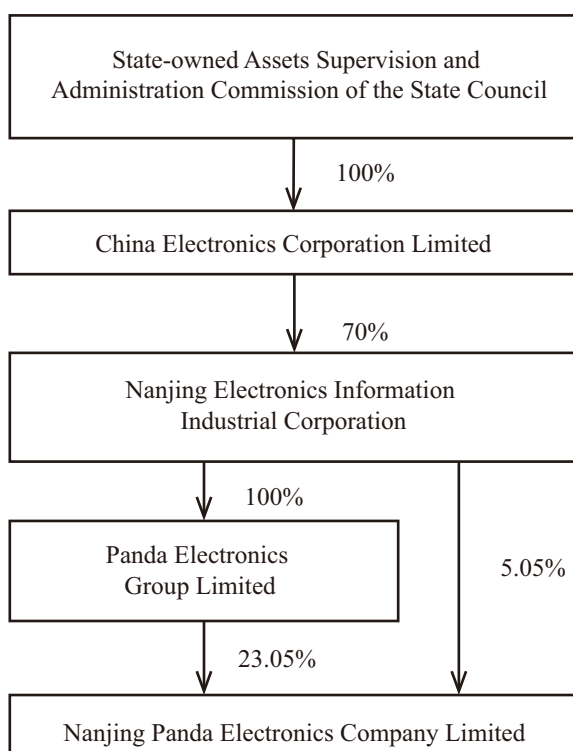 State-owned Assets Supervision and
Administration Commission of the State Council
100%
China Electronics Corporation Limited
70%
Nanjing Electronics Information
Industrial Corporation
100%
Panda Electronics
Group Limited
5.05%
23.05%
Nanjing Panda Electronics Company Limited